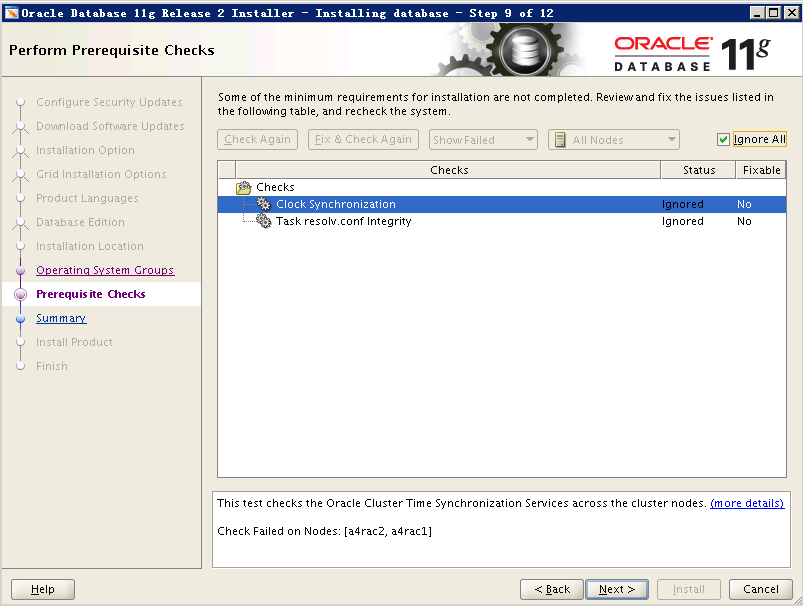 Oracle Database 11g Release 2 Installer - Installing database - Step 9 of 12
Perform Prerequisite Checks
ORACLE
DATABASE 11g
Configure Security Updates
Download Software Updates
Installation Option
Grid Installation Options
Product Languages
Database Edition
Installation Location
Operating System Groups
Prerequisite Checks
Summary
Install Product
Finish
Some of the minimum requirements for installation are not completed. Review and fix the issues listed in
the following table, and recheck the system.
Check Again Fix & Check Again Show Failed All Nodes Ignore All
Checks Status Fixable
Checks
Clock Synchronization Ignored No
Task resolv.conf Integrity Ignored No
This test checks the Oracle Cluster Time Synchronization Services across the cluster nodes. (more details)
Check Failed on Nodes: [a4rac2, a4rac1]
Help < Back Next > Install Cancel